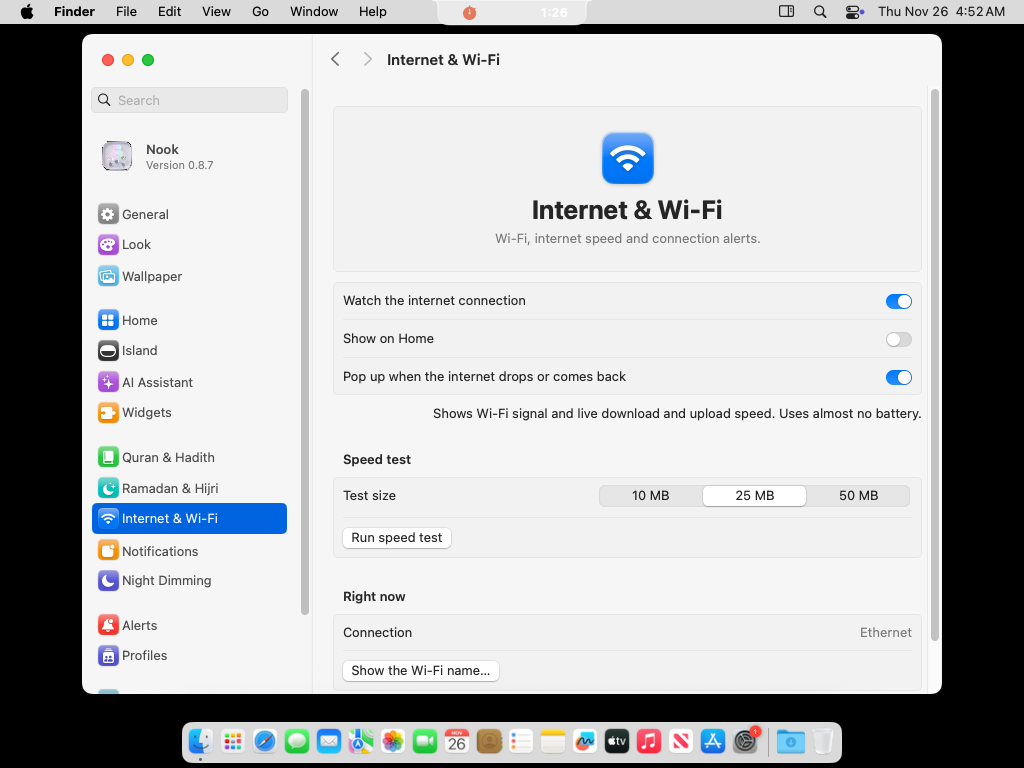 Finder File Edit View Go Window Help 1:26 Thu Nov 26 4:52 AM
Internet & Wi-Fi
Search
Nook
Version 0.8.7
General
Look
Wallpaper
Home
Island
AI Assistant
Widgets
Quran & Hadith
Ramadan & Hijri
Internet & Wi-Fi
Notifications
Night Dimming
Alerts
Profiles
Internet & Wi-Fi
Wi-Fi, internet speed and connection alerts.
Watch the internet connection
Show on Home
Pop up when the internet drops or comes back
Shows Wi-Fi signal and live download and upload speed. Uses almost no battery.
Speed test
Test size 10 MB 25 MB 50 MB
Run speed test
Right now
Connection Ethernet
Show the Wi-Fi name...
NOV
26
tv
1